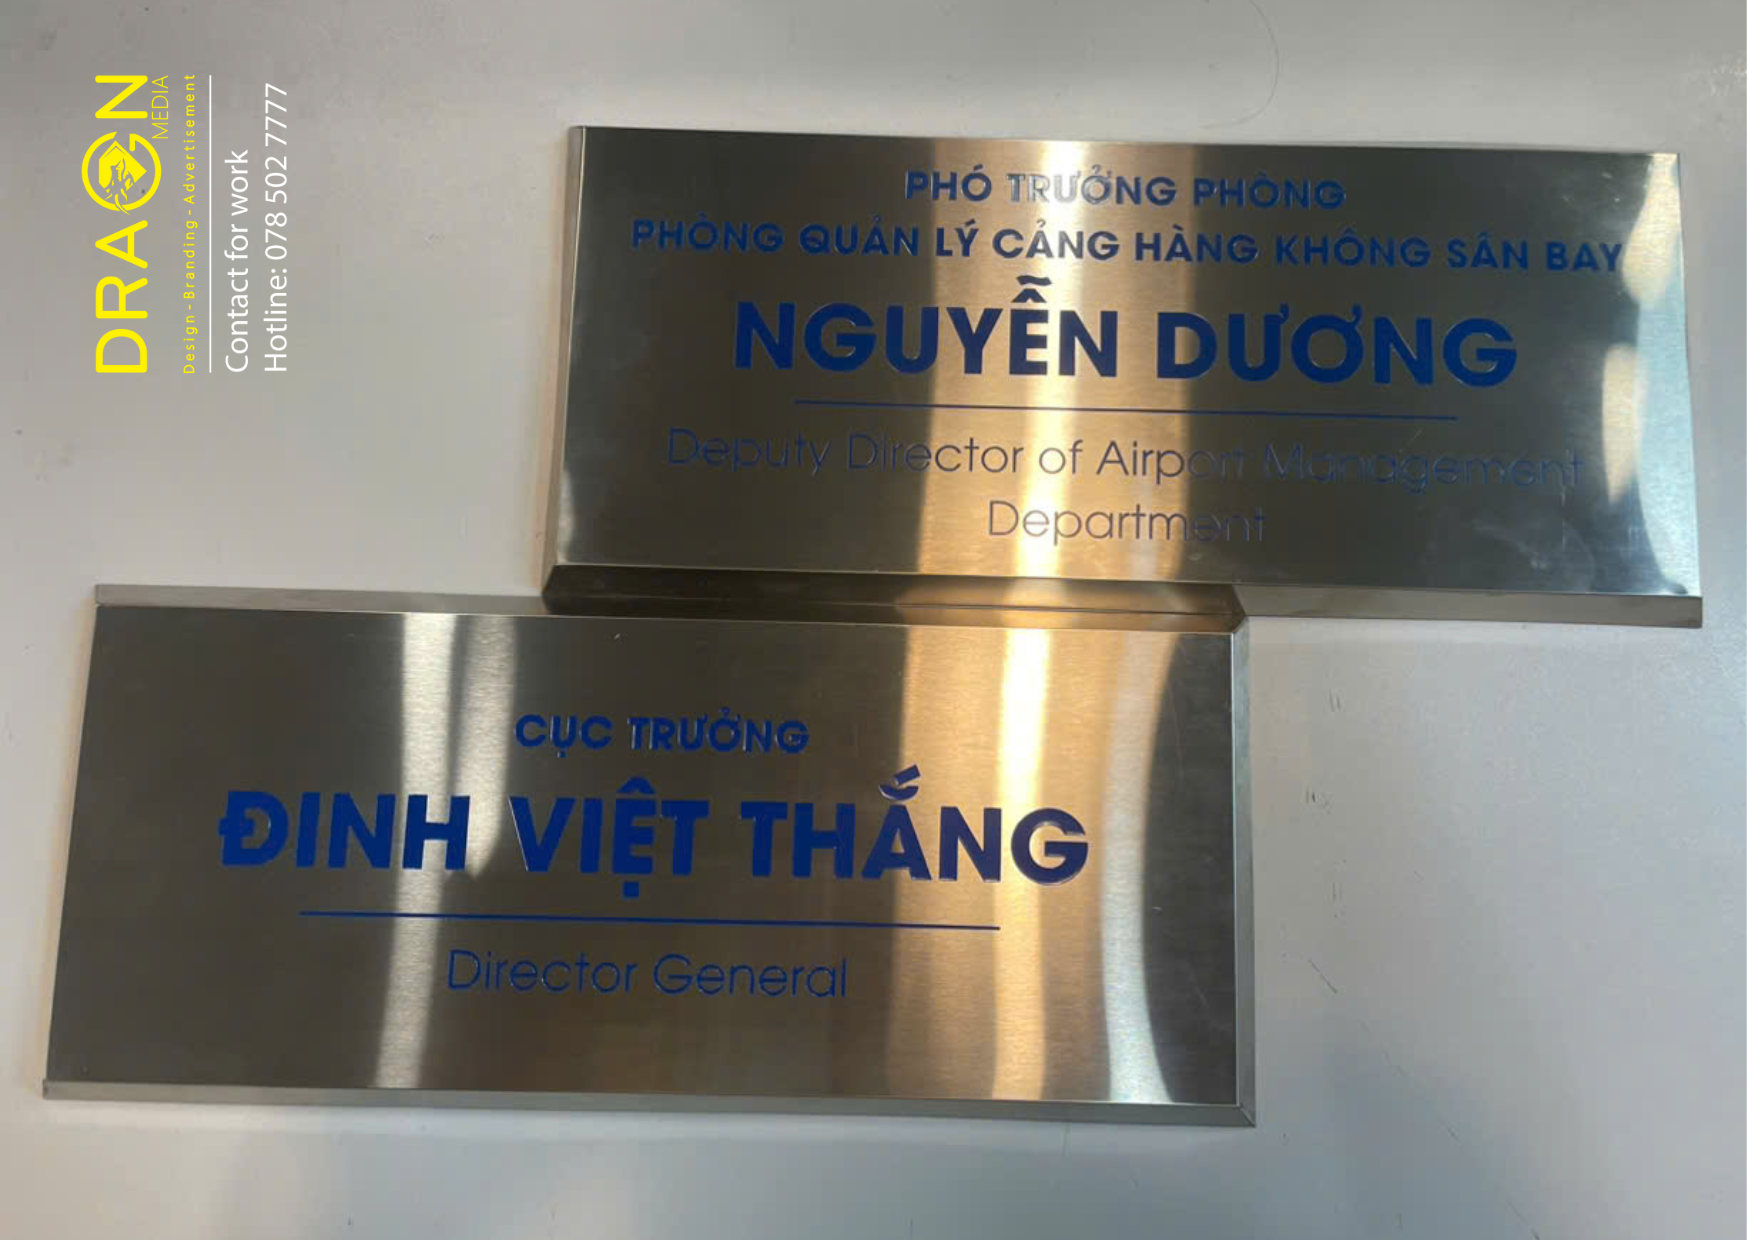 DRAGON
MEDIA
Design - Branding - Advertisement
Contact for work
Hotline: 078 502 7777
PHÓ TRƯỞNG PHÒNG
PHÒNG QUẢN LÝ CẢNG HÀNG KHÔNG SÂN BAY
NGUYỄN DƯƠNG
Deputy Director of Airport Management
Department
CỤC TRƯỞNG
ĐINH VIỆT THẮNG
Director General